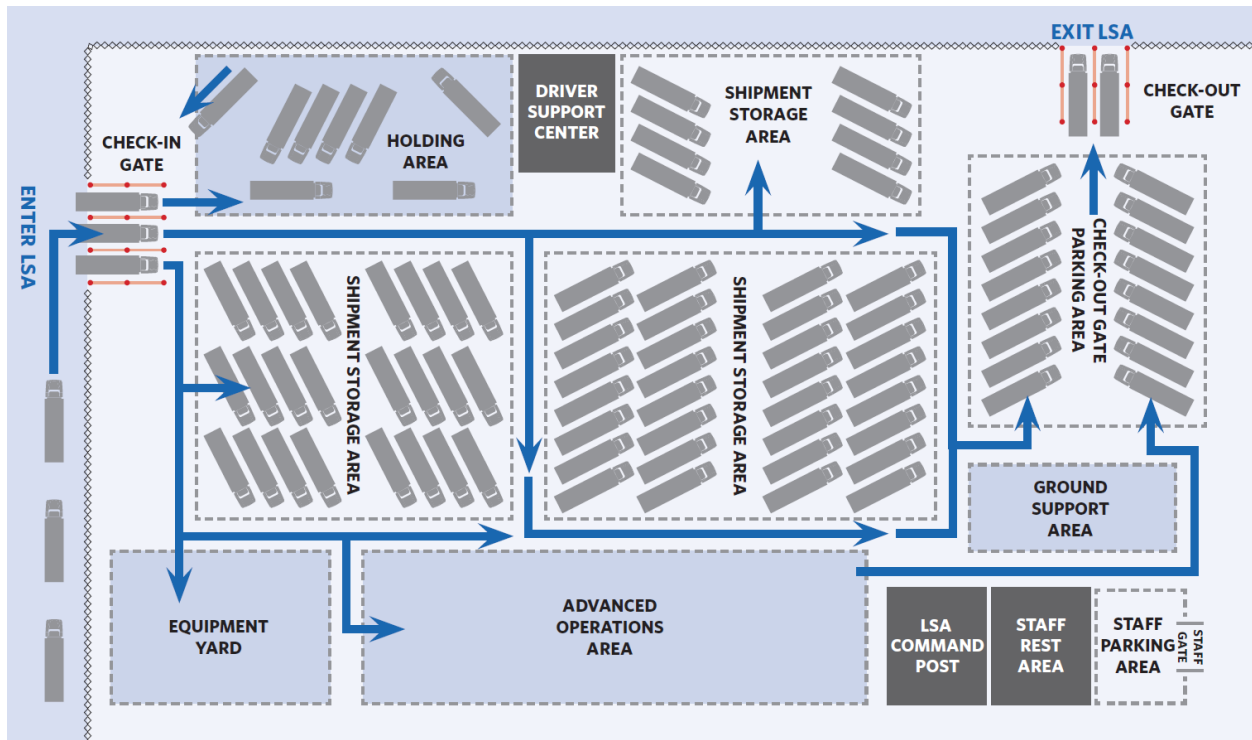 EXIT LSA
DRIVER
SUPPORT
CENTER
SHIPMENT
STORAGE
AREA
CHECK-OUT
GATE
CHECK-IN
GATE
HOLDING
AREA
ENTER LSA
CHECK-OUT GATE
PARKING AREA
SHIPMENT STORAGE AREA
SHIPMENT STORAGE AREA
GROUND
SUPPORT
AREA
EQUIPMENT
YARD
ADVANCED
OPERATIONS
AREA
LSA
COMMAND
POST
STAFF
REST
AREA
STAFF
PARKING
AREA
STAFF
GATE